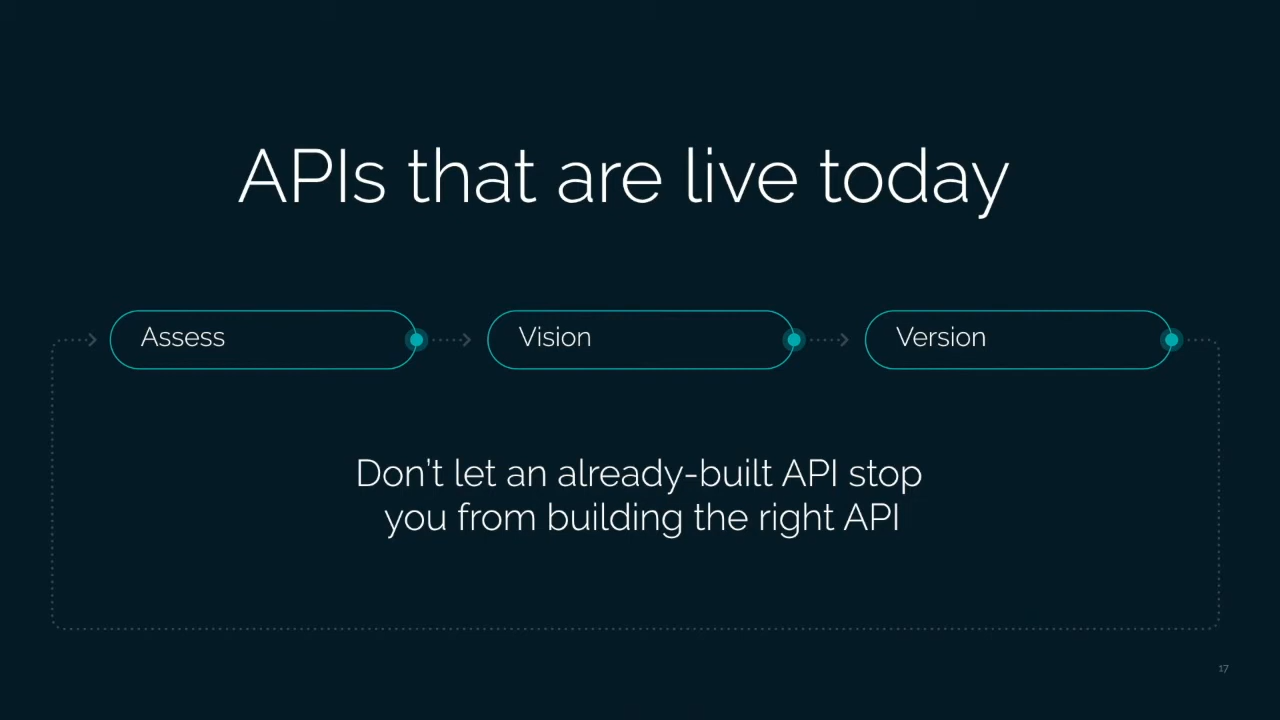 APIs that are live today
Assess
Vision
Version
Don't let an already-built API stop
you from building the right API
17